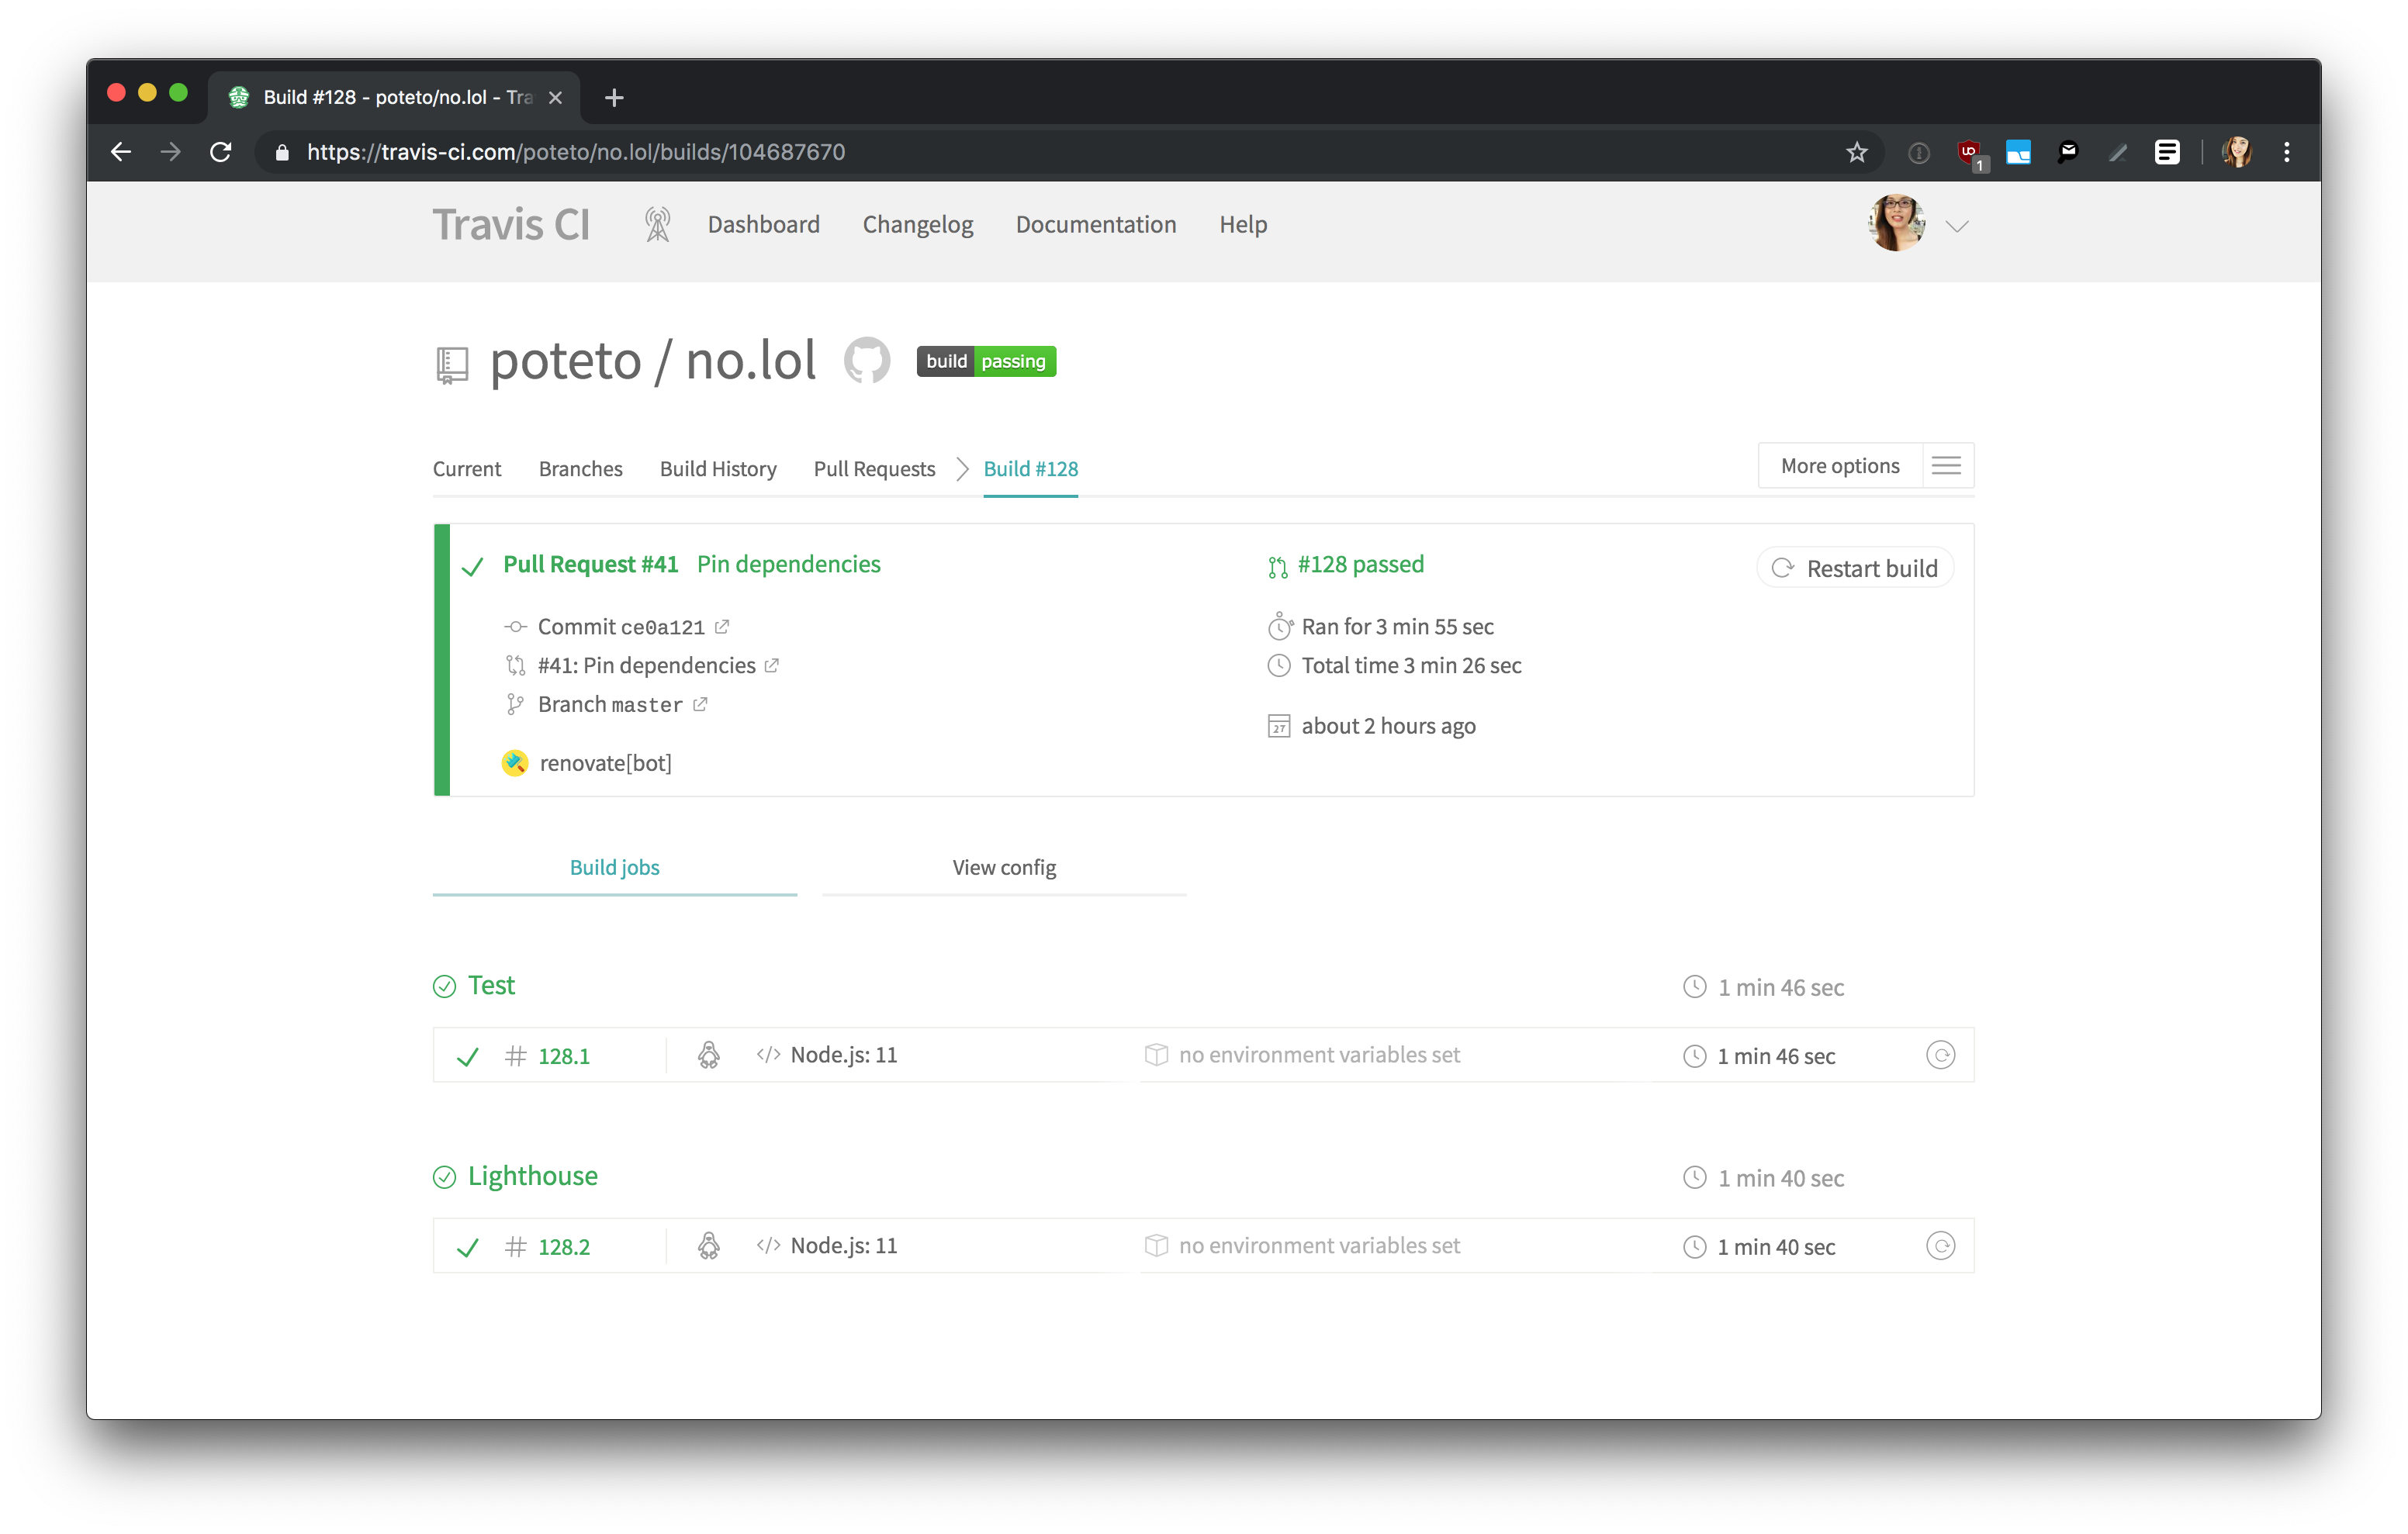 Build #128 - poteto/no.lol - Tra
https://travis-ci.com/poteto/no.lol/builds/104687670
1
Travis CI Dashboard Changelog Documentation Help
poteto / no.lol build passing
Current Branches Build History Pull Requests Build #128 More options
Pull Request #41 Pin dependencies
Commit ce0a121
#41: Pin dependencies
Branch master
renovate[bot]
#128 passed
Ran for 3 min 55 sec
Total time 3 min 26 sec
27 about 2 hours ago
Restart build
Build jobs View config
Test 1 min 46 sec
# 128.1 </> Node.js: 11 no environment variables set 1 min 46 sec
Lighthouse 1 min 40 sec
# 128.2 </> Node.js: 11 no environment variables set 1 min 40 sec